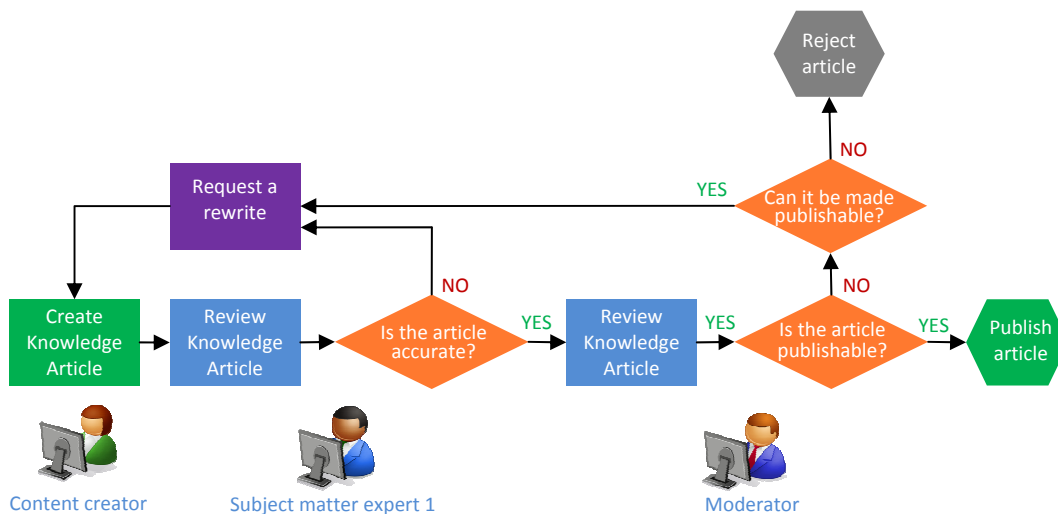 Reject
article
NO
YES
Can it be made
publishable?
Request a
rewrite
NO
NO
Create
Knowledge
Article
Review
Knowledge
Article
Is the article
accurate?
YES
Review
Knowledge
Article
YES
Is the article
publishable?
YES
Publish
article
Content creator
Subject matter expert 1
Moderator